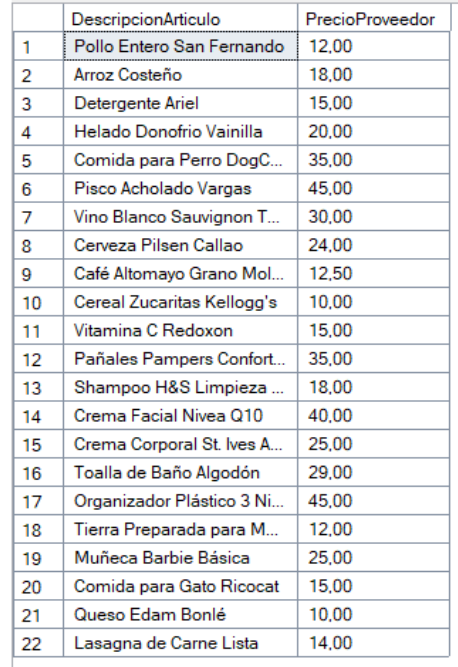 DescripcionArticulo PrecioProveedor
1 Pollo Entero San Fernando 12,00
2 Arroz Costeño 18,00
3 Detergente Ariel 15,00
4 Helado Donofrio Vainilla 20,00
5 Comida para Perro DogC... 35,00
6 Pisco Acholado Vargas 45,00
7 Vino Blanco Sauvignon T... 30,00
8 Cerveza Pilsen Callao 24,00
9 Café Altomayo Grano Mol... 12,50
10 Cereal Zucaritas Kellogg's 10,00
11 Vitamina C Redoxon 15,00
12 Pañales Pampers Confort... 35,00
13 Shampoo H&S Limpieza ... 18,00
14 Crema Facial Nivea Q10 40,00
15 Crema Corporal St. Ives A... 25,00
16 Toalla de Baño Algodón 29,00
17 Organizador Plástico 3 Ni... 45,00
18 Tierra Preparada para M... 12,00
19 Muñeca Barbie Básica 25,00
20 Comida para Gato Ricocat 15,00
21 Queso Edam Bonlé 10,00
22 Lasagna de Carne Lista 14,00